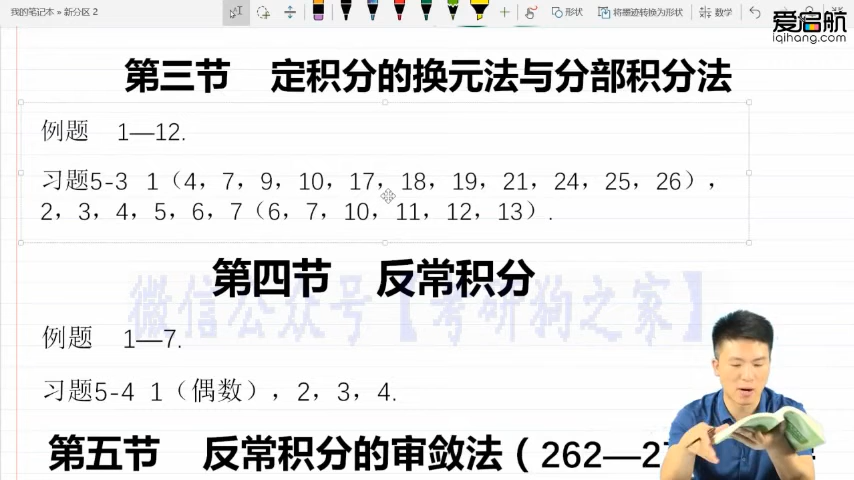 我的笔记本 » 新分区 2
形状
将墨迹转换为形状
数学
爱启航
iqihang.com
第三节 定积分的换元法与分部积分法
例题 1—12.
习题5-3 1（4，7，9，10，17，18，19，21，24，25，26），
2，3，4，5，6，7（6，7，10，11，12，13）.
第四节 反常积分
微信公众号【考研狗之家】
例题 1—7.
习题5-4 1（偶数），2，3，4.
第五节 反常积分的审敛法（262—2